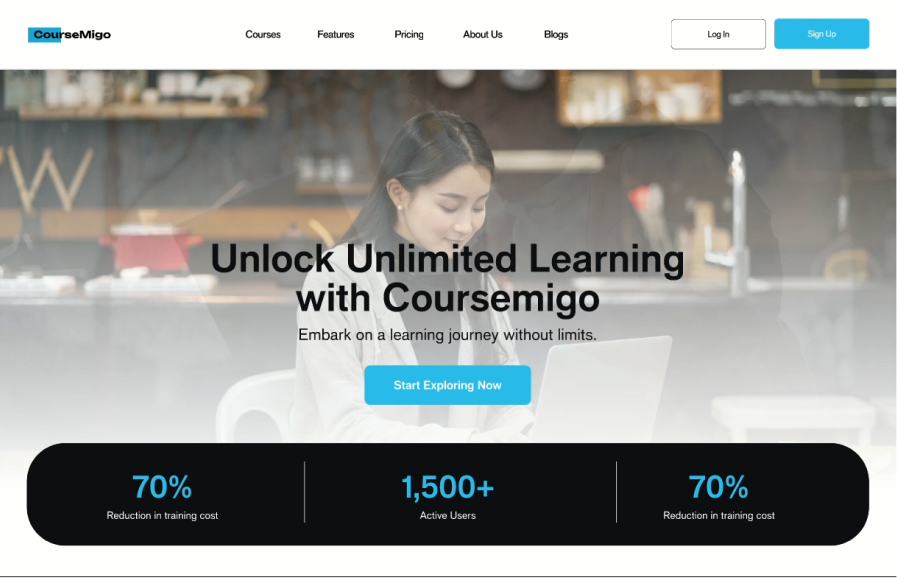 CourseMigo
Courses
Features
Pricing
About Us
Blogs
Log In
Sign Up
Unlock Unlimited Learning
with Coursemigo
Embark on a learning journey without limits.
Start Exploring Now
70%
Reduction in training cost
1,500+
Active Users
70%
Reduction in training cost